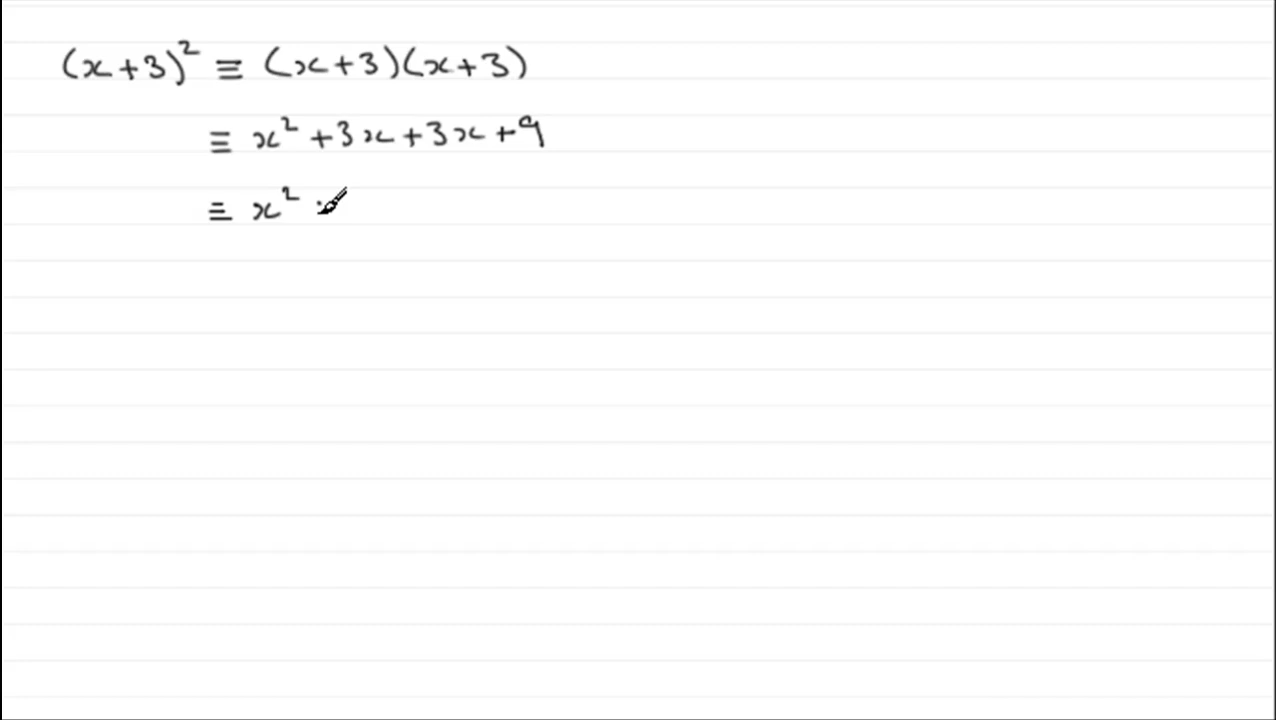 (x+3)² ≡ (x+3)(x+3)
≡ x² +3x+3x+9
≡ x²